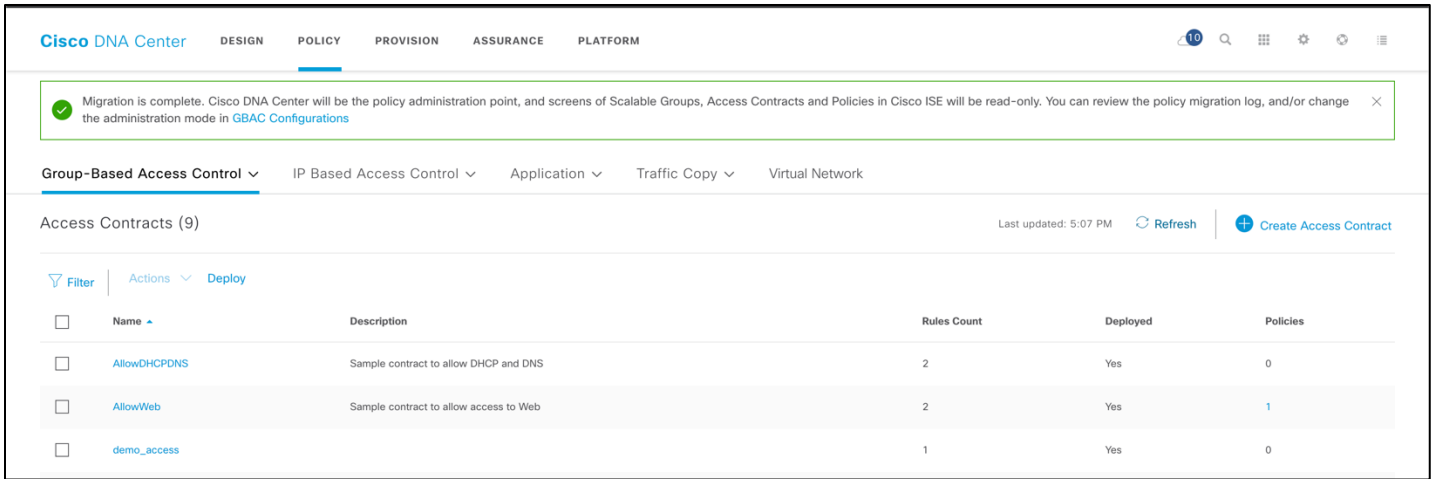 Cisco DNA Center DESIGN POLICY PROVISION ASSURANCE PLATFORM 10
Migration is complete. Cisco DNA Center will be the policy administration point, and screens of Scalable Groups, Access Contracts and Policies in Cisco ISE will be read-only. You can review the policy migration log, and/or change
the administration mode in GBAC Configurations
Group-Based Access Control IP Based Access Control Application Traffic Copy Virtual Network
Access Contracts (9) Last updated: 5:07 PM Refresh Create Access Contract
Filter Actions Deploy
Name Description Rules Count Deployed Policies
AllowDHCPDNS Sample contract to allow DHCP and DNS 2 Yes 0
AllowWeb Sample contract to allow access to Web 2 Yes 1
demo_access 1 Yes 0